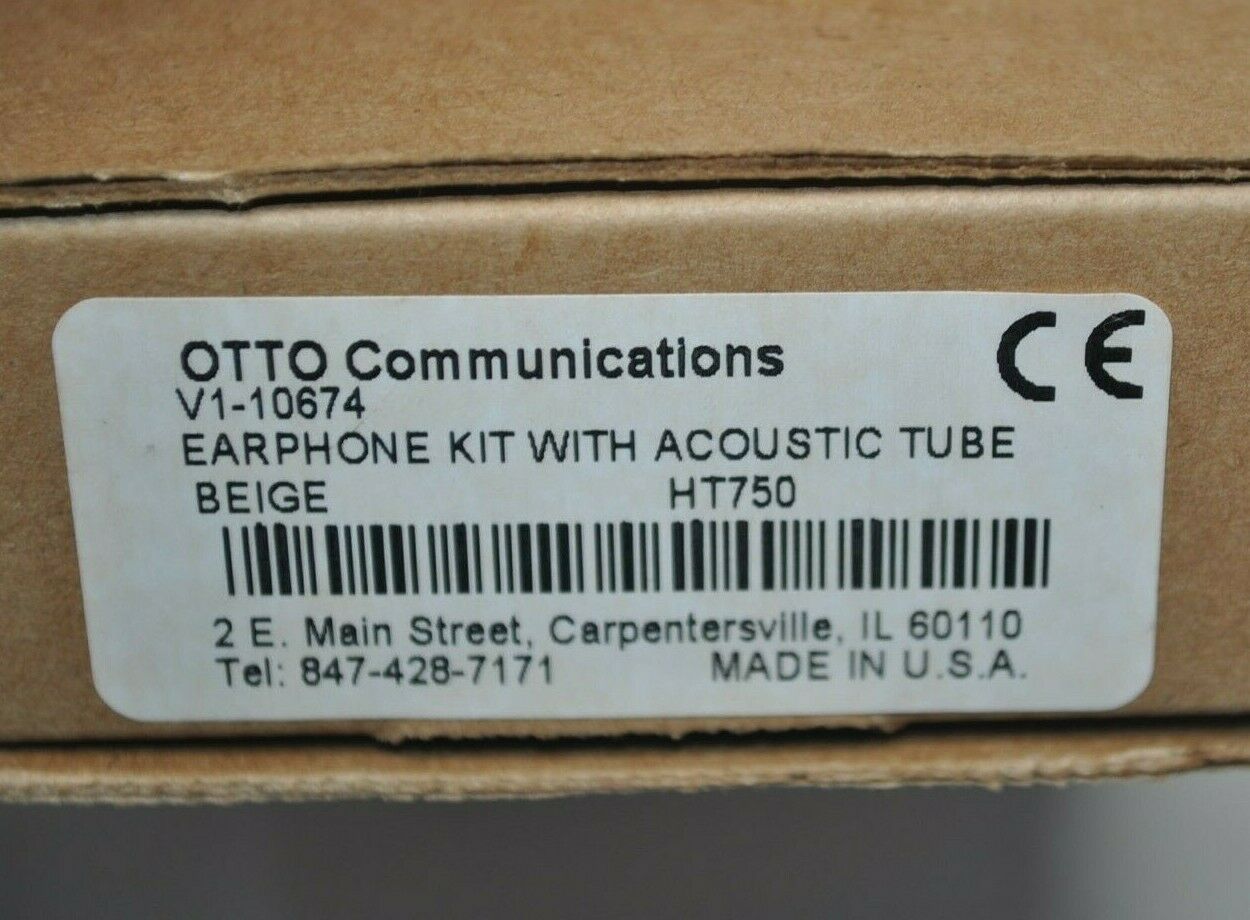 OTTO Communications
CE
V1-10674
EARPHONE KIT WITH ACOUSTIC TUBE
BEIGE HT750
2 E. Main Street, Carpentersville, IL 60110
Tel: 847-428-7171 MADE IN U.S.A.